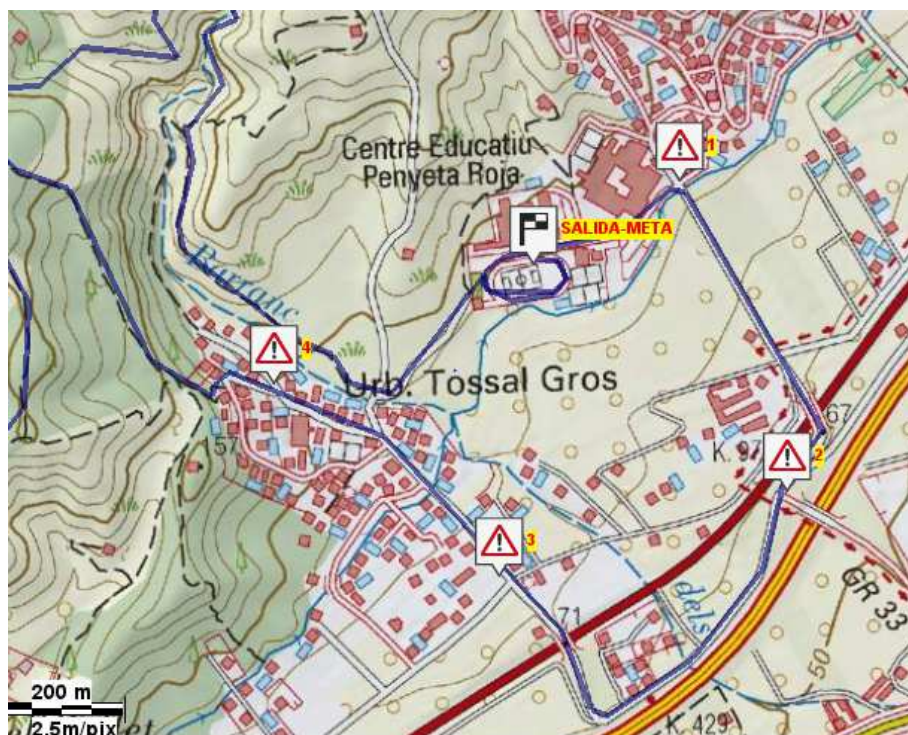 Centre Educatiu
Penyeta Roja
1
SALIDA-META
Barranc
4
Urb. Tossal Gros
67
K. 97
2
57
3
71
dels
GR 33
50
K 429
200 m
2.5m/pix
et